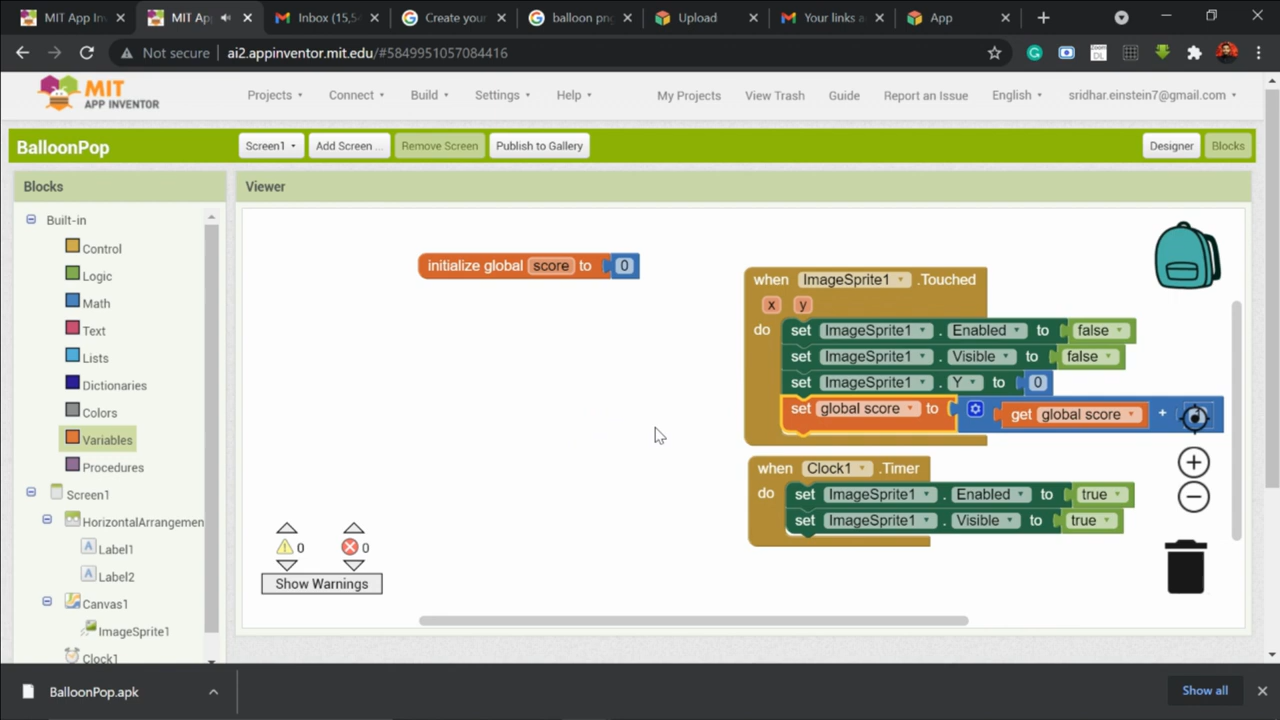 MIT App In
MIT Ap
Inbox (15,5
Create your
balloon png
Upload
Your links a
App
Not secure
ai2.appinventor.mit.edu/#5849951057084416
MIT
APP INVENTOR
Projects
Connect
Build
Settings
Help
My Projects
View Trash
Guide
Report an Issue
English
sridhar.einstein7@gmail.com
BalloonPop
Screen1
Add Screen ...
Remove Screen
Publish to Gallery
Designer
Blocks
Blocks
Viewer
Built-in
Control
Logic
Math
Text
Lists
Dictionaries
Colors
Variables
Procedures
Screen1
HorizontalArrangemen
Label1
Label2
Canvas1
ImageSprite1
Clock1
initialize global score to 0
when ImageSprite1 .Touched
x y
do set ImageSprite1 . Enabled to false
set ImageSprite1 . Visible to false
set ImageSprite1 . Y to 0
set global score to get global score +
when Clock1 .Timer
do set ImageSprite1 . Enabled to true
set ImageSprite1 . Visible to true
0 0
Show Warnings
BalloonPop.apk
Show all